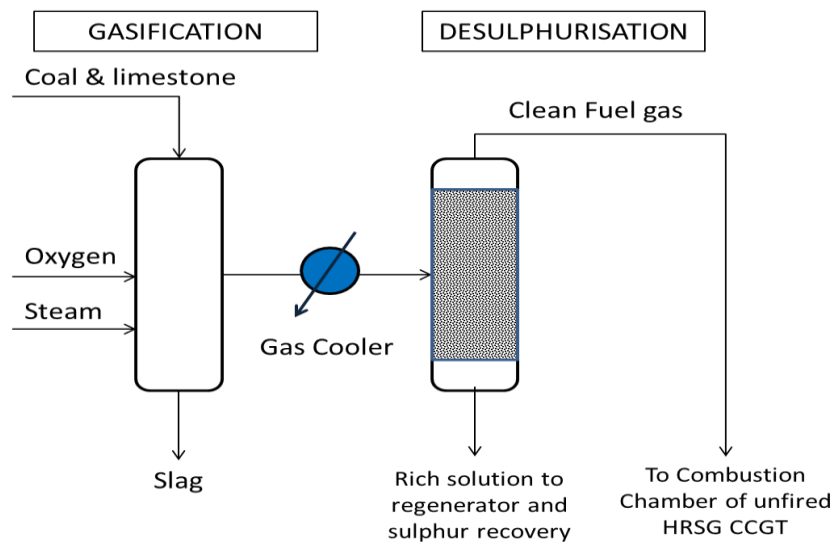 GASIFICATION
DESULPHURISATION
Coal & limestone
Clean Fuel gas
Oxygen
Steam
Gas Cooler
Slag
Rich solution to
regenerator and
sulphur recovery
To Combustion
Chamber of unfired
HRSG CCGT